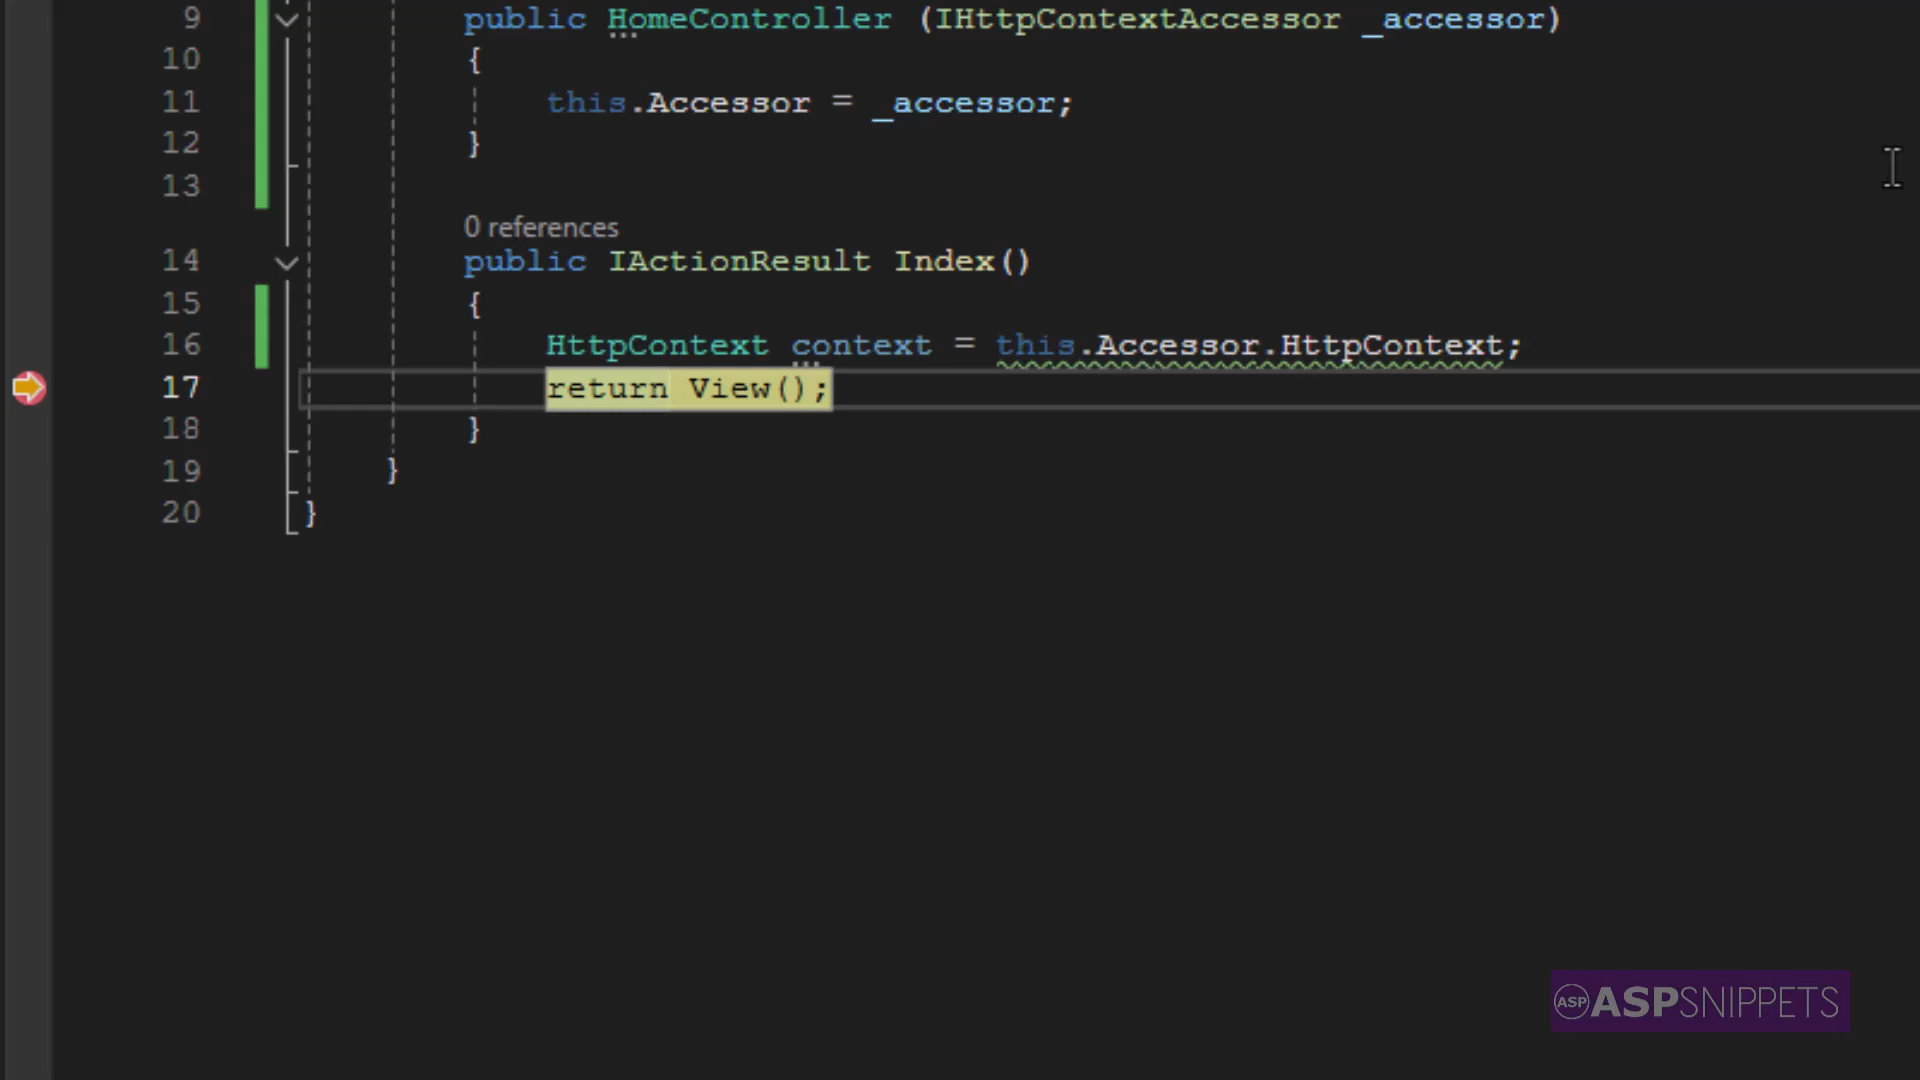 9 public HomeController (IHttpContextAccessor _accessor)
10 {
11 this.Accessor = _accessor;
12 }
13
0 references
14 public IActionResult Index()
15 {
16 HttpContext context = this.Accessor.HttpContext;
17 return View();
18 }
19 }
20 }
ASP ASPSNIPPETS